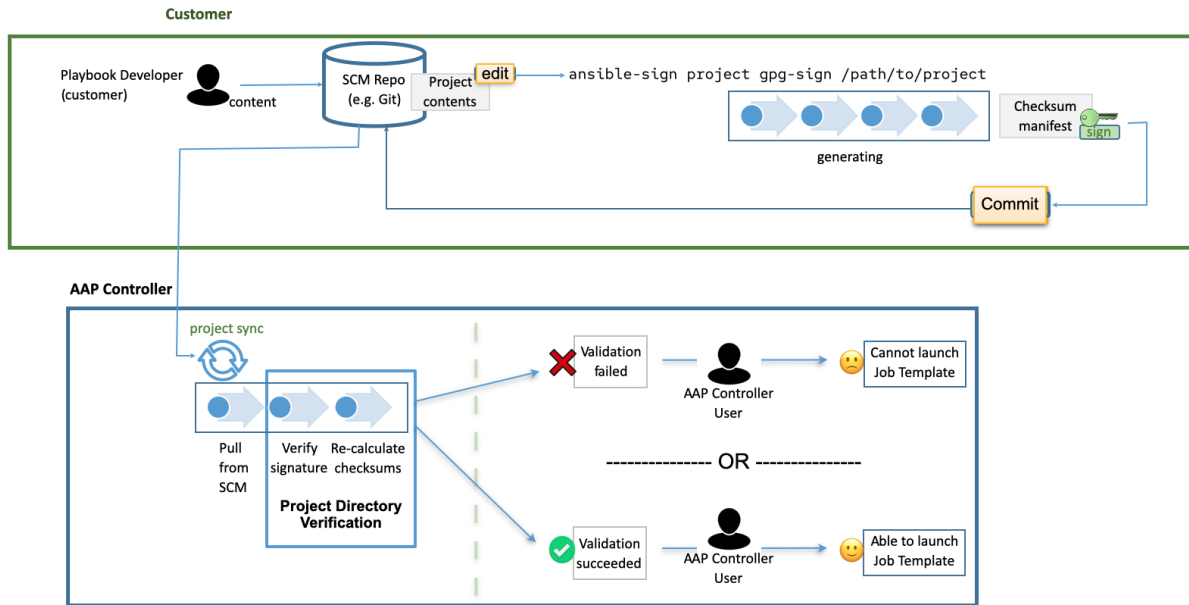 Customer
Playbook Developer
(customer)
content
SCM Repo
(e.g. Git)
Project
contents
edit
ansible-sign project gpg-sign /path/to/project
generating
Checksum
manifest
sign
Commit
AAP Controller
project sync
Pull
from
SCM
Verify
signature
Re-calculate
checksums
Project Directory
Verification
Validation
failed
AAP Controller
User
Cannot launch
Job Template
------------- OR -------------
Validation
succeeded
AAP Controller
User
Able to launch
Job Template